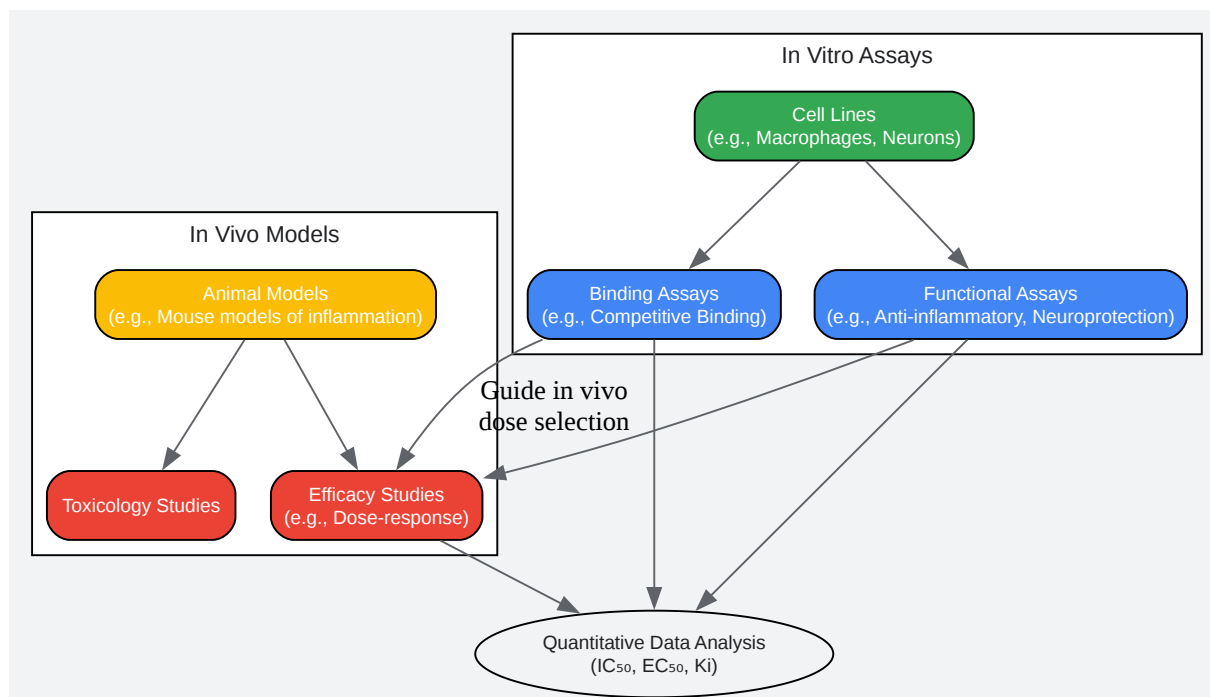 In Vitro Assays
Cell Lines
(e.g., Macrophages, Neurons)
In Vivo Models
Animal Models
(e.g., Mouse models of inflammation)
Binding Assays
(e.g., Competitive Binding)
Functional Assays
(e.g., Anti-inflammatory, Neuroprotection)
Guide in vivo
dose selection
Toxicology Studies
Efficacy Studies
(e.g., Dose-response)
Quantitative Data Analysis
(IC₅₀, EC₅₀, Ki)